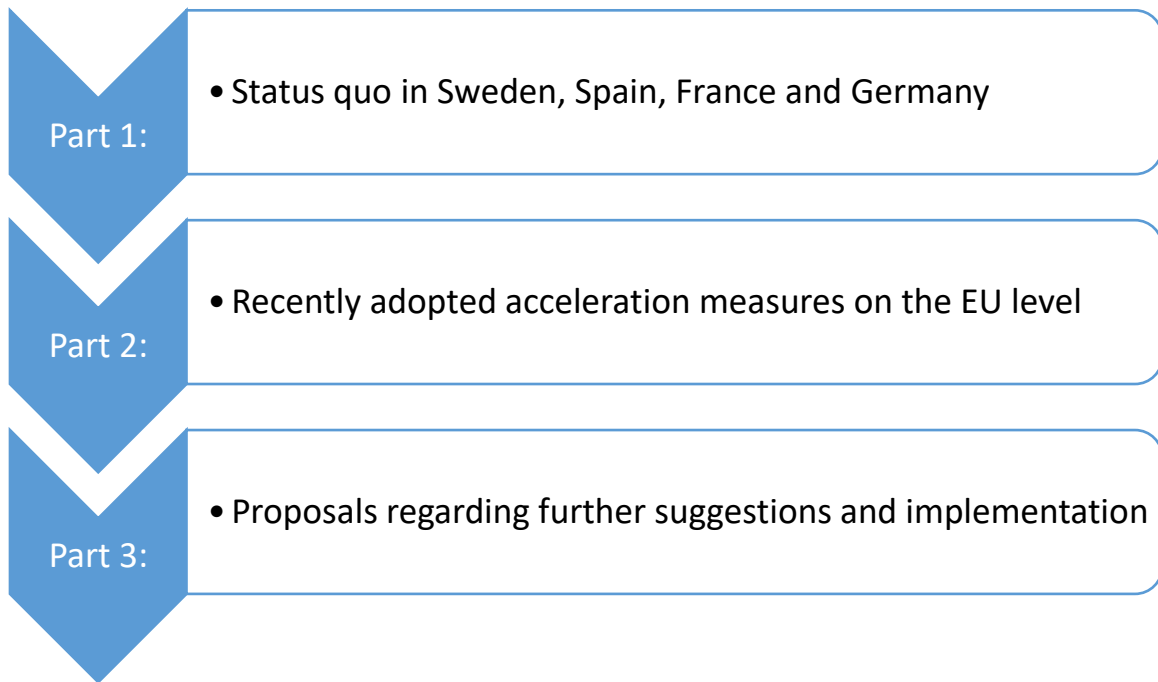 Part 1:
• Status quo in Sweden, Spain, France and Germany
Part 2:
• Recently adopted acceleration measures on the EU level
Part 3:
• Proposals regarding further suggestions and implementation